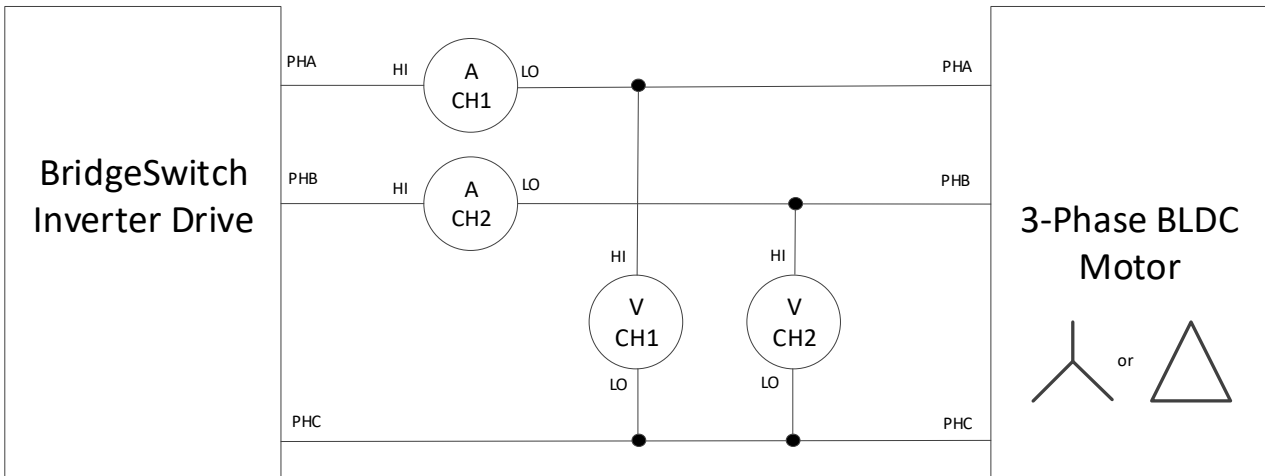 PHA
HI
A
CH1
LO
PHA
BridgeSwitch
Inverter Drive
PHB
HI
A
CH2
LO
PHB
3-Phase BLDC
Motor
HI
V
CH1
LO
HI
V
CH2
LO
or
PHC
PHC